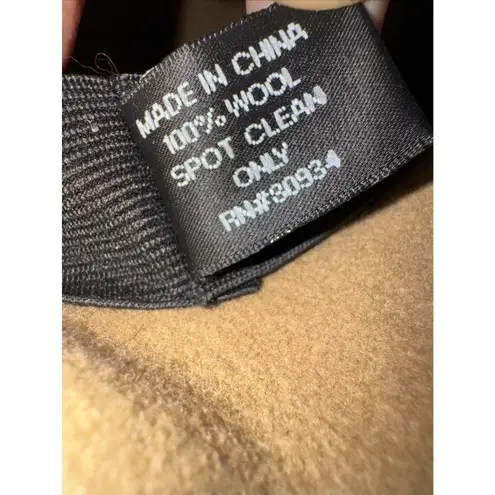 MADE IN CHINA
100% WOOL
SPOT CLEAN
ONLY
RN#30934